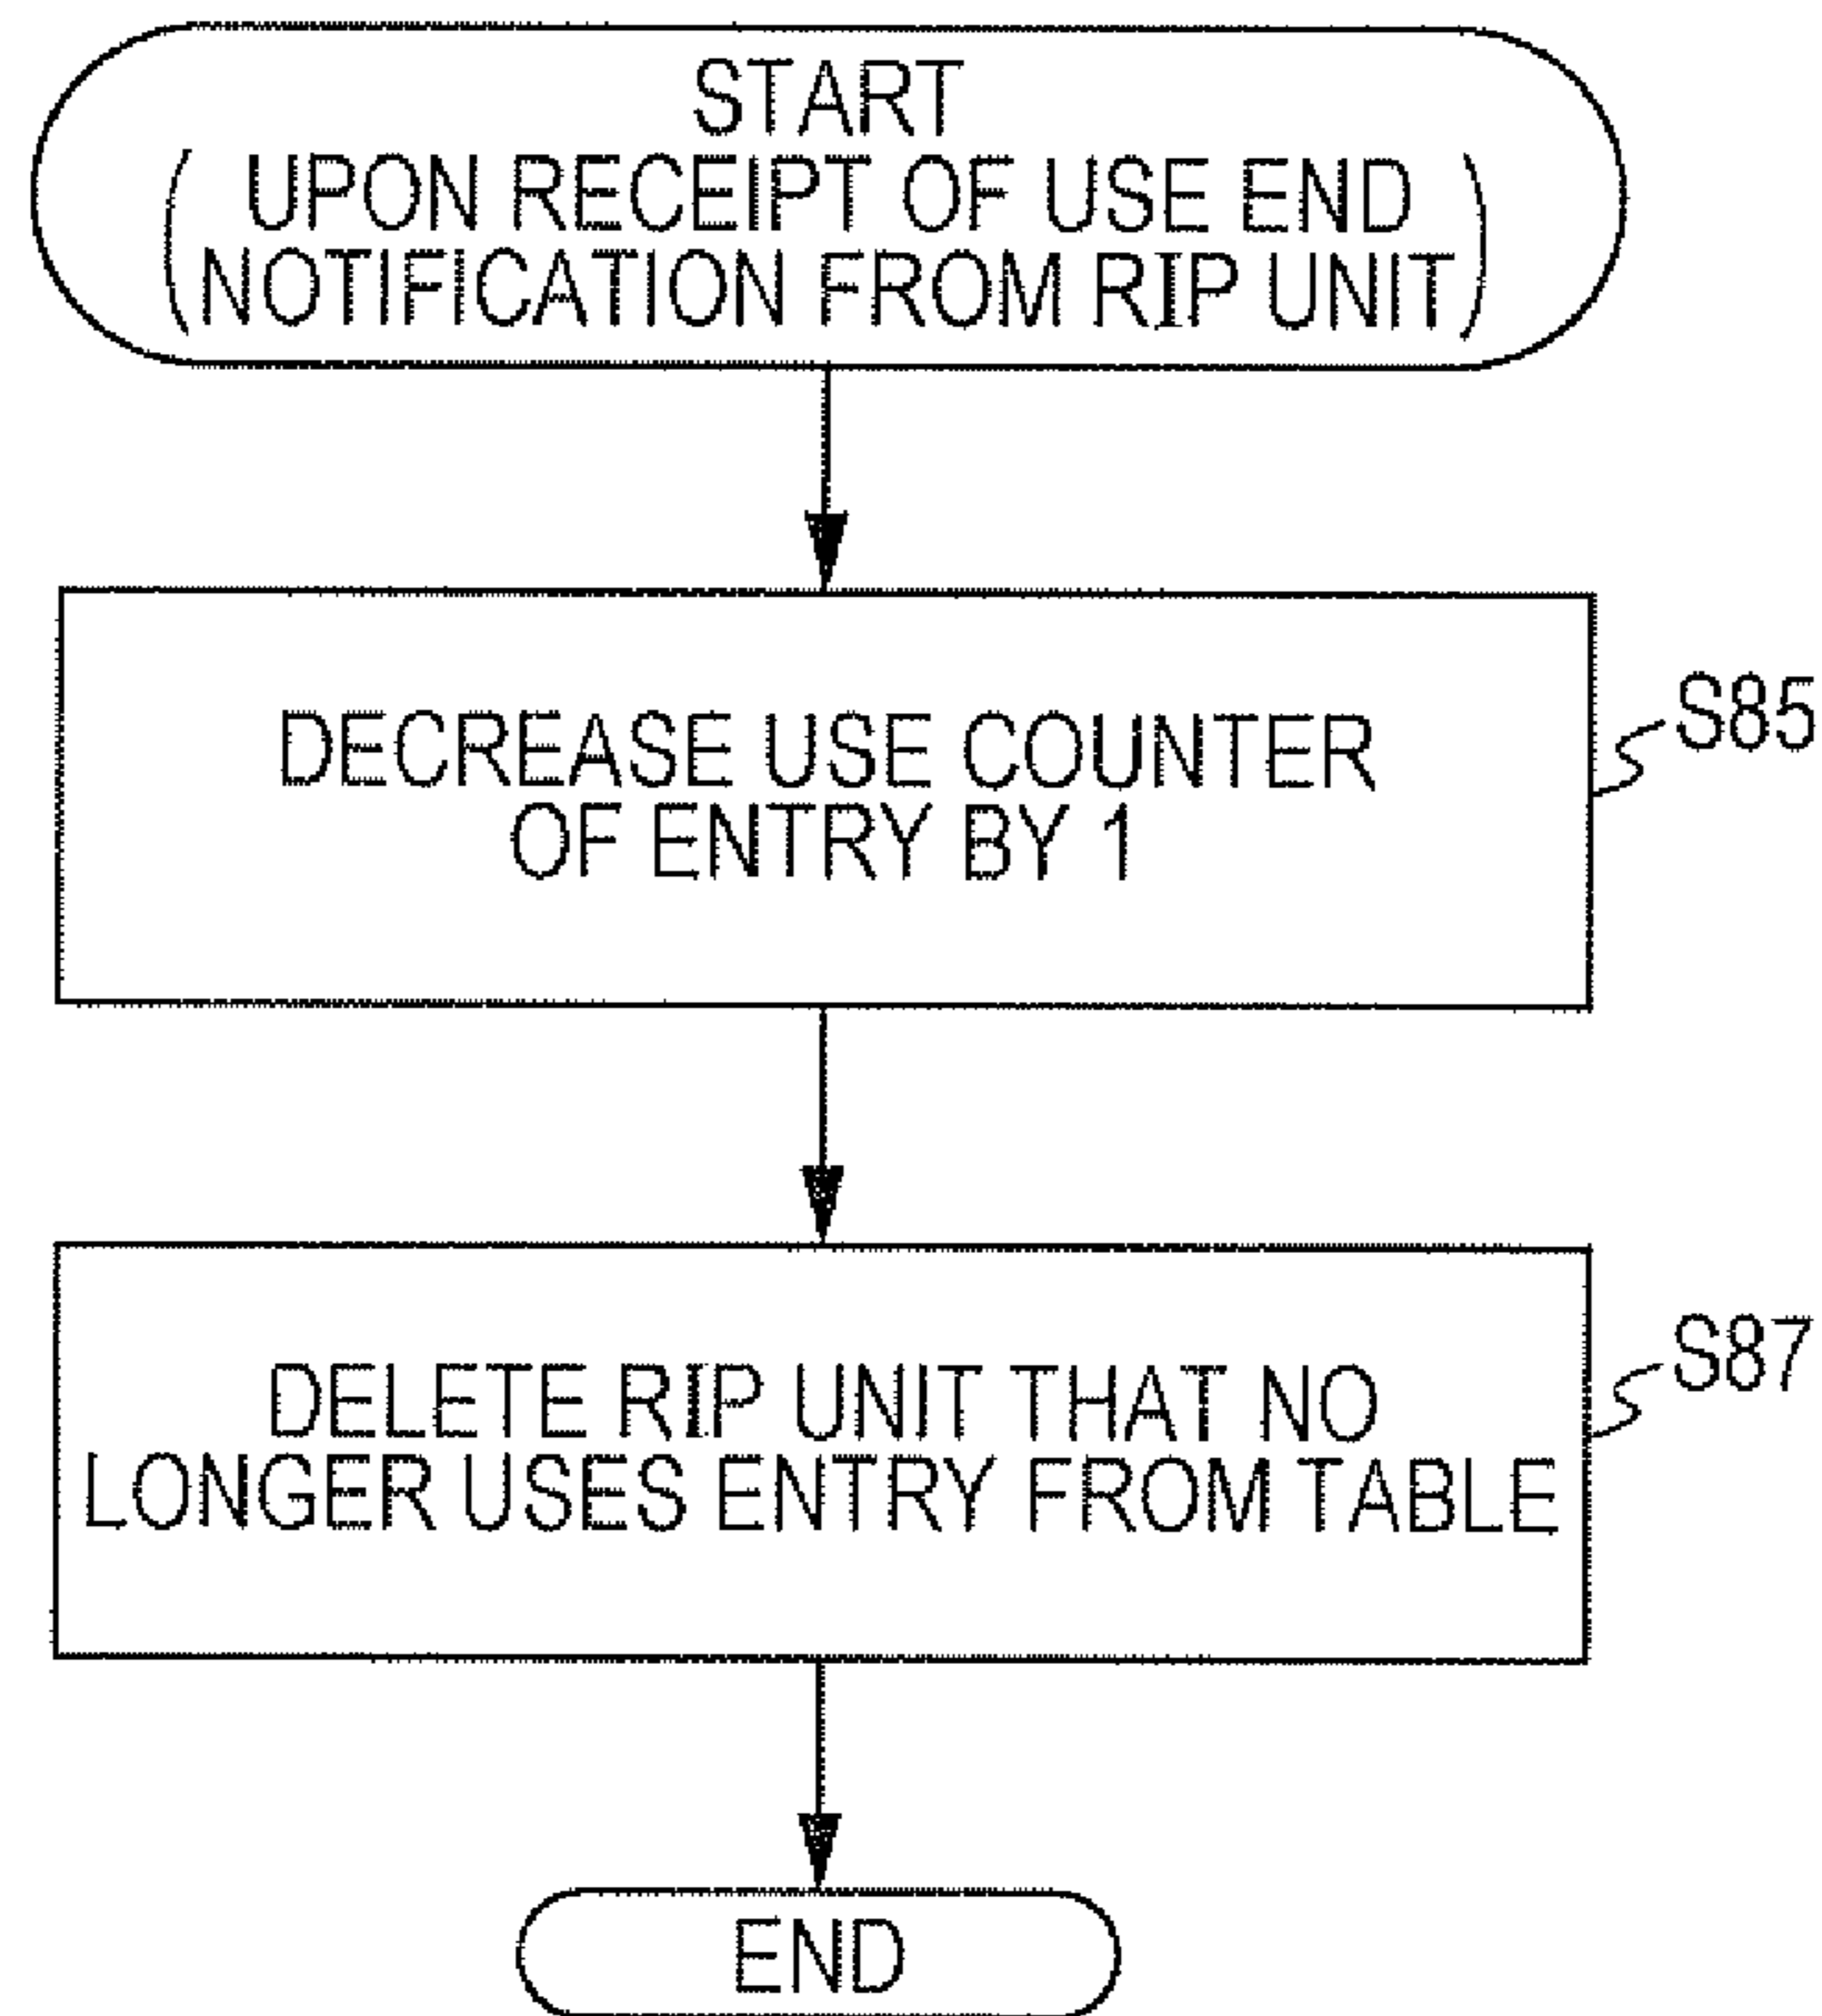 START
( UPON RECEIPT OF USE END
NOTIFICATION FROM RIP UNIT )
DECREASE USE COUNTER
OF ENTRY BY 1
S85
DELETE RIP UNIT THAT NO
LONGER USES ENTRY FROM TABLE
S87
END